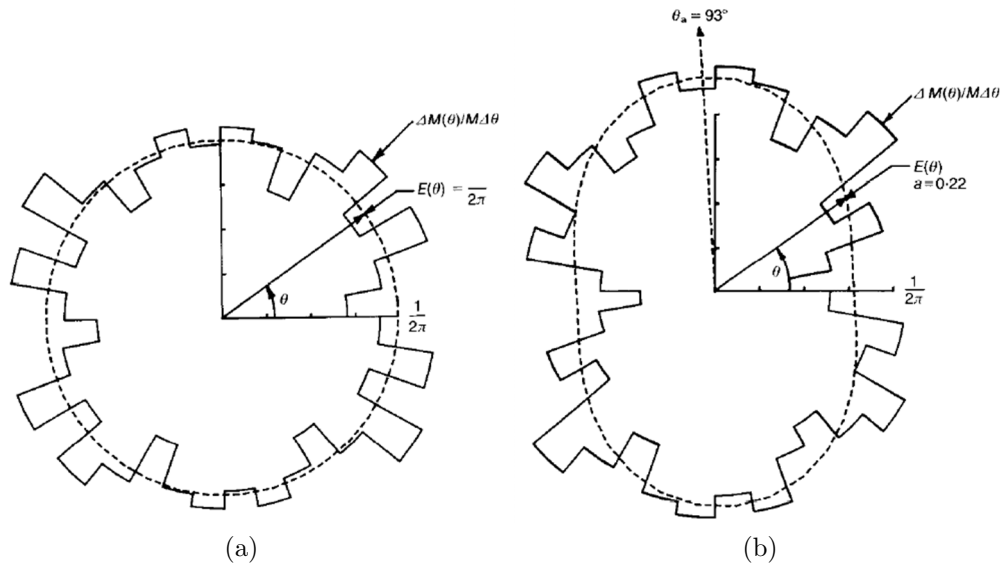 θa = 93°
ΔM(θ)/MΔθ
E(θ) = 1/2π
θ
1/2π
(a)
ΔM(θ)/MΔθ
E(θ)
a = 0·22
θ
1/2π
(b)